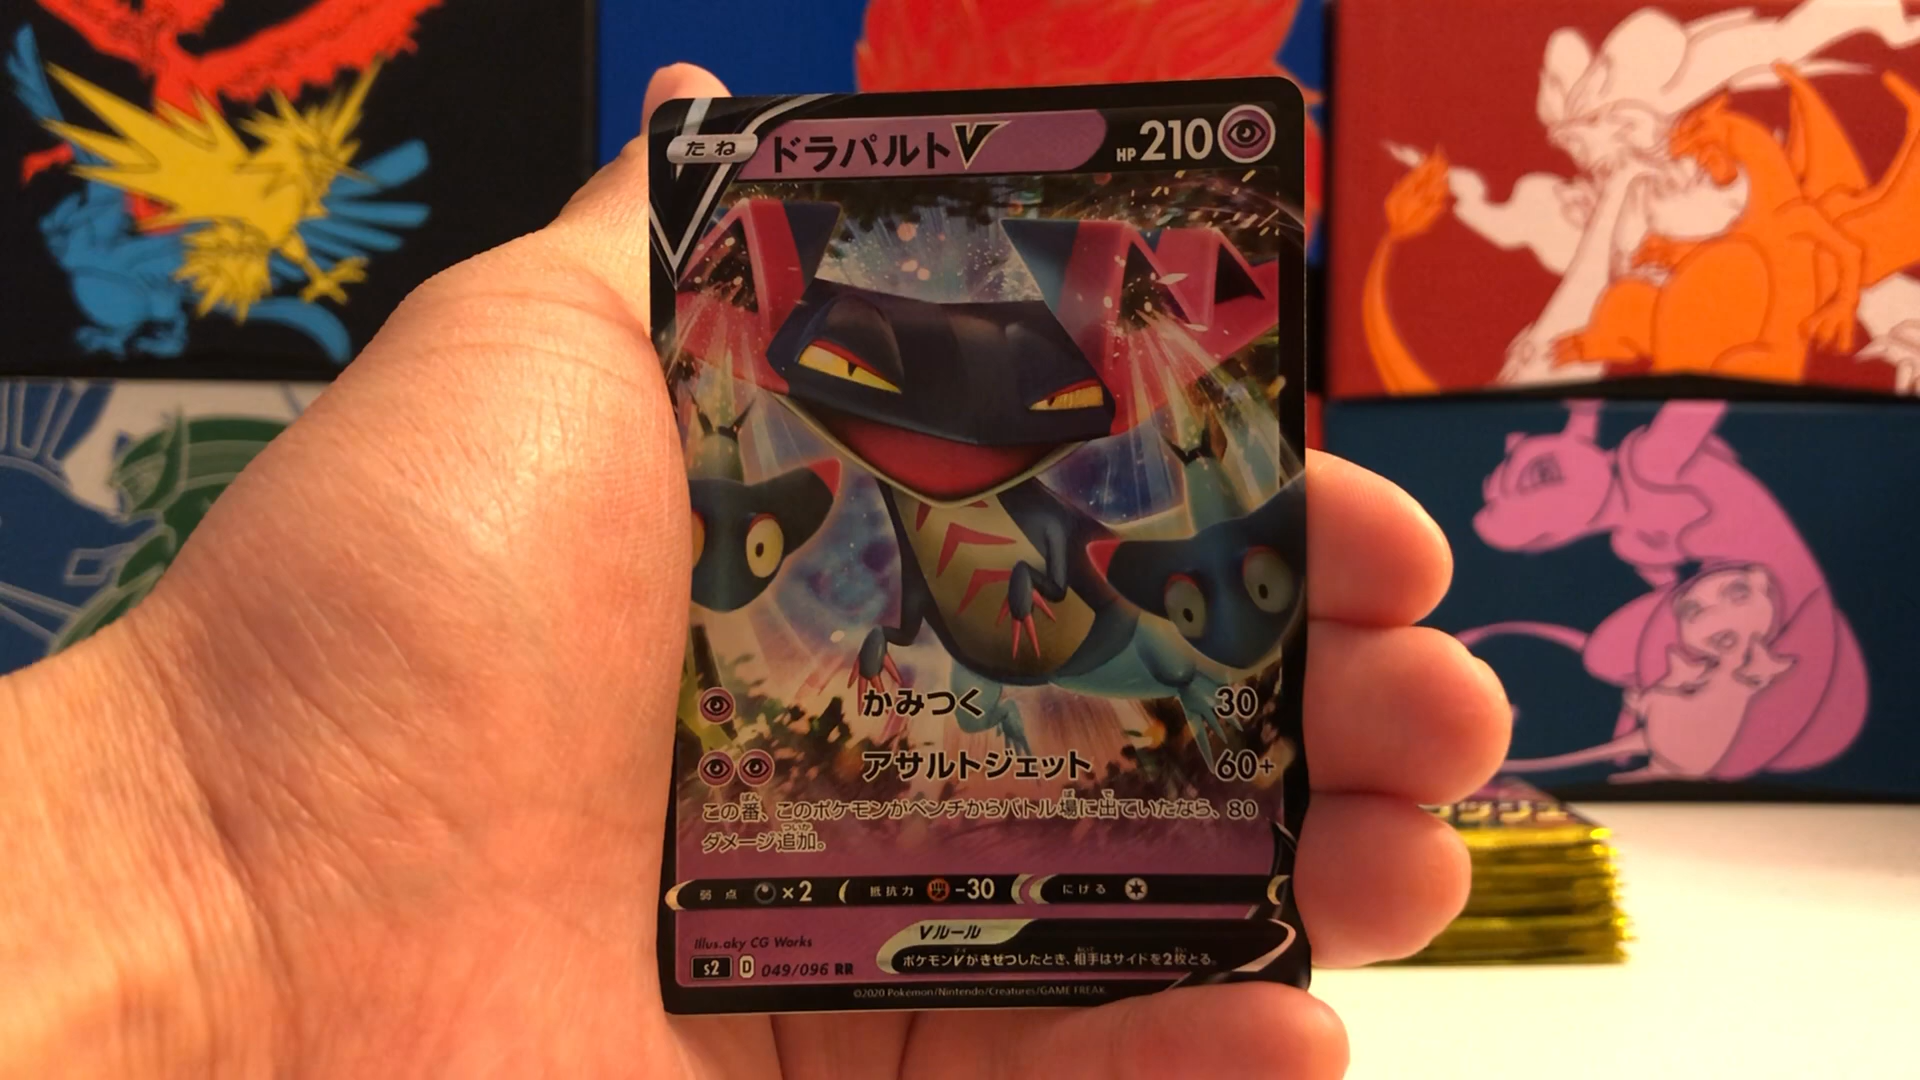 たね ドラパルトV HP 210
かみつく 30
アサルトジェット 60+
この番、このポケモンがベンチからバトル場に出ていたなら、80
ダメージ追加。
弱点 ×2 抵抗力 -30 にげる
Illus.aky CG Works
Vルール
ポケモンVがきぜつしたとき、相手はサイドを2枚とる。
s2 D 049/096 RR
©2020 Pokémon/Nintendo/Creatures/GAME FREAK.